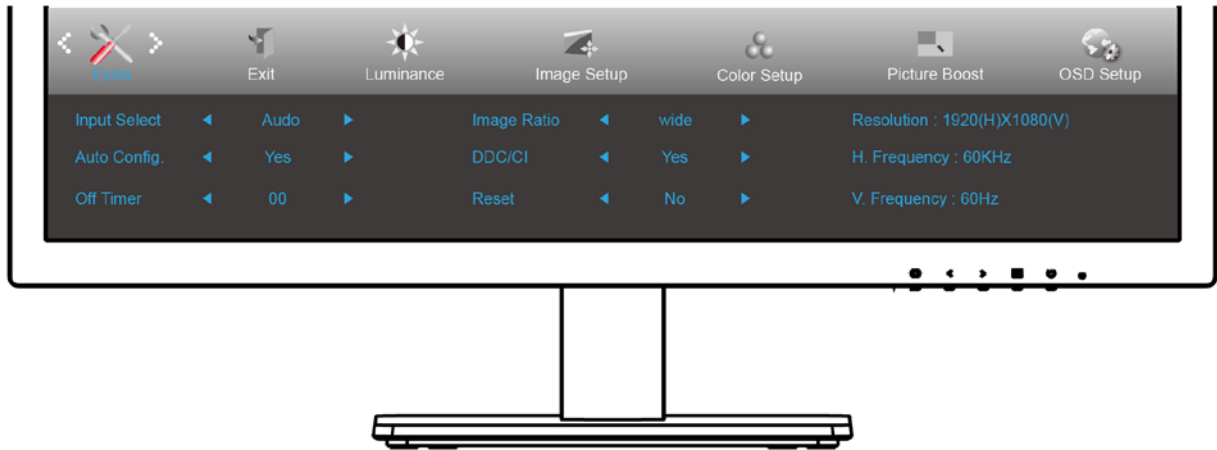 Extra Exit Luminance Image Setup Color Setup Picture Boost OSD Setup
Input Select Audo Image Ratio wide Resolution : 1920(H)X1080(V)
Auto Config. Yes DDC/CI Yes H. Frequency : 60KHz
Off Timer 00 Reset No V. Frequency : 60Hz